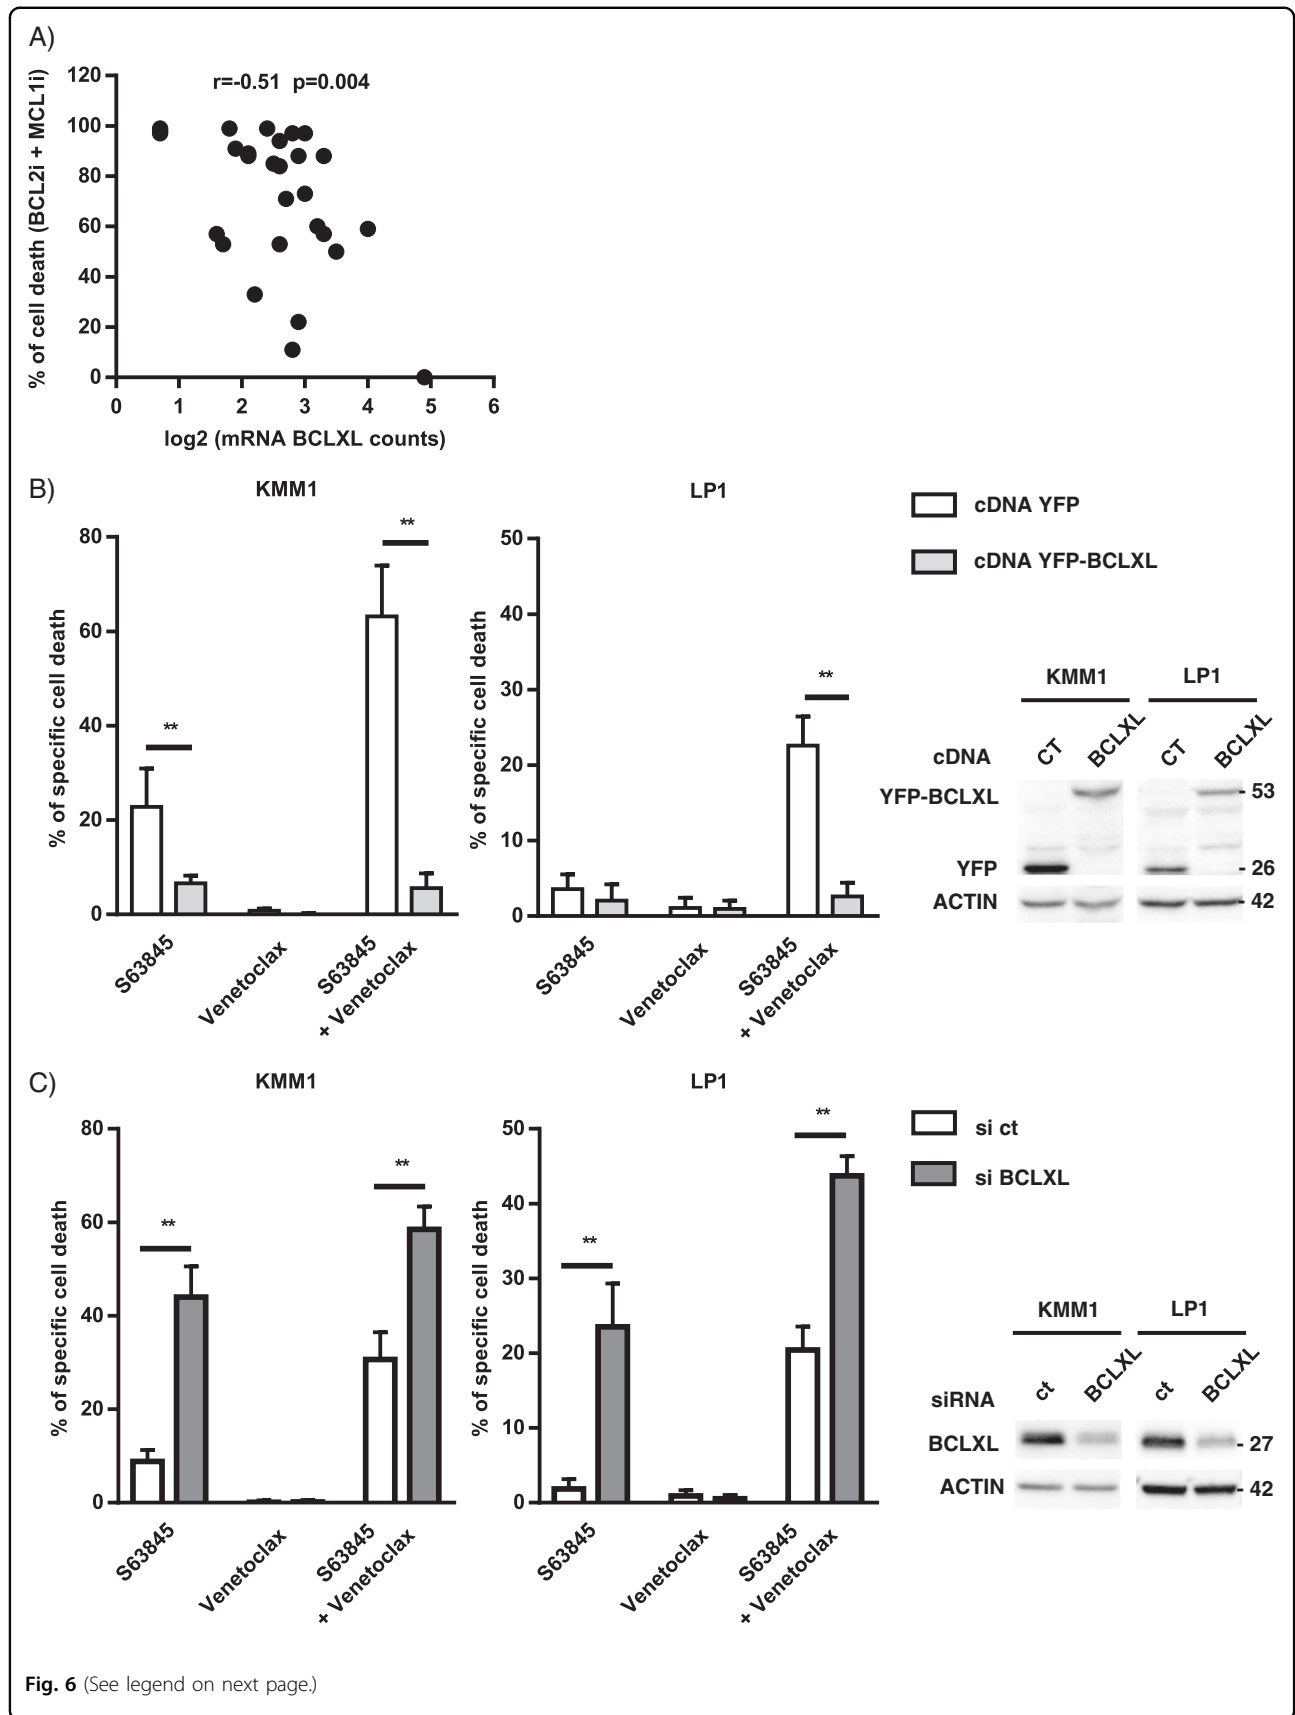 A)
r=-0.51 p=0.004
% of cell death (BCL2i + MCL1i)
120
100
80
60
40
20
0
0 1 2 3 4 5 6
log2 (mRNA BCLXL counts)
B)
KMM1
% of specific cell death
80
60
40
20
0
**
**
S63845
Venetoclax
S63845
+ Venetoclax
LP1
% of specific cell death
50
40
30
20
10
0
**
S63845
Venetoclax
S63845
+ Venetoclax
cDNA YFP
cDNA YFP-BCLXL
KMM1 LP1
cDNA CT BCLXL CT BCLXL
YFP-BCLXL - 53
YFP - 26
ACTIN - 42
C)
KMM1
% of specific cell death
80
60
40
20
0
**
**
S63845
Venetoclax
S63845
+ Venetoclax
LP1
% of specific cell death
50
40
30
20
10
0
**
**
S63845
Venetoclax
S63845
+ Venetoclax
si ct
si BCLXL
KMM1 LP1
siRNA ct BCLXL ct BCLXL
BCLXL - 27
ACTIN - 42
Fig. 6 (See legend on next page.)